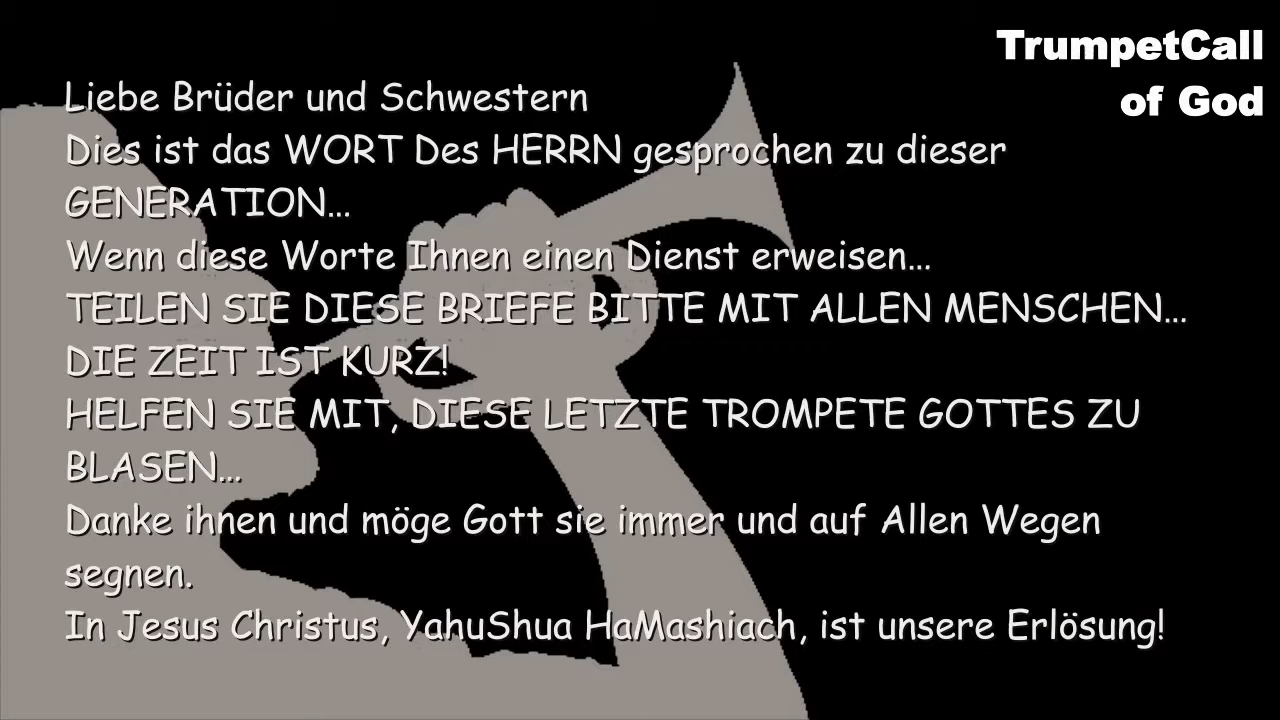 TrumpetCall
of God
Liebe Brüder und Schwestern
Dies ist das WORT Des HERRN gesprochen zu dieser
GENERATION...
Wenn diese Worte Ihnen einen Dienst erweisen...
TEILEN SIE DIESE BRIEFE BITTE MIT ALLEN MENSCHEN...
DIE ZEIT IST KURZ!
HELFEN SIE MIT, DIESE LETZTE TROMPETE GOTTES ZU
BLASEN...
Danke ihnen und möge Gott sie immer und auf Allen Wegen
segnen.
In Jesus Christus, YahuShua HaMashiach, ist unsere Erlösung!